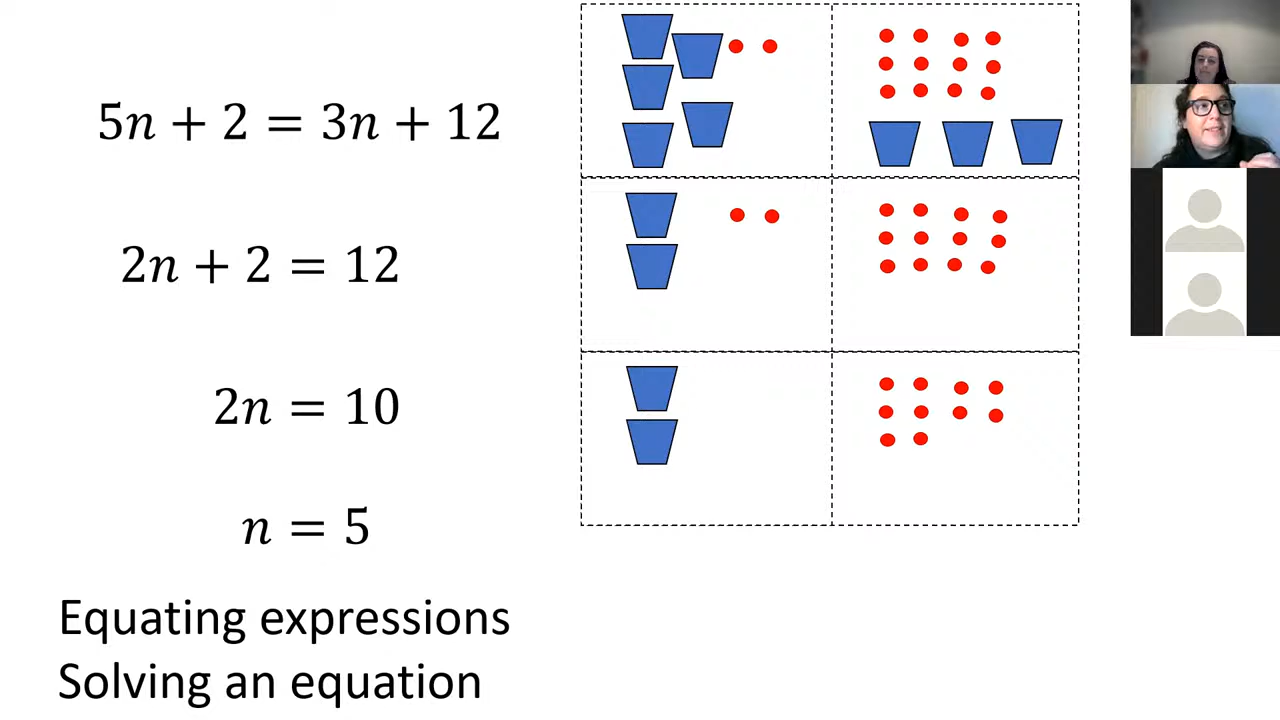 5n + 2 = 3n + 12
2n + 2 = 12
2n = 10
n = 5
Equating expressions
Solving an equation